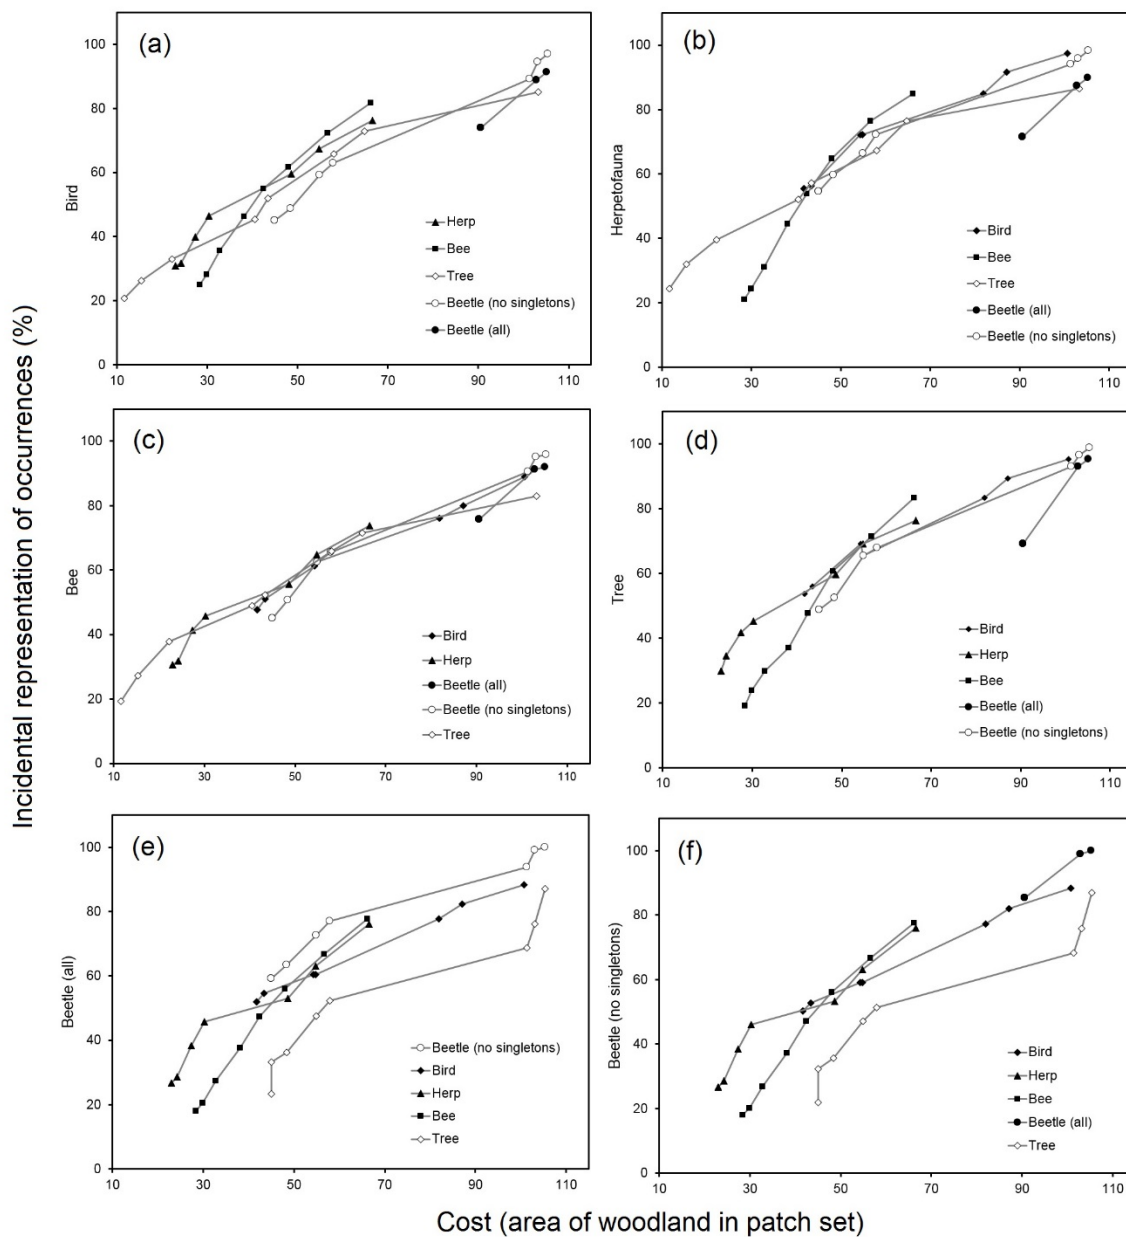 Incidental representation of occurrences (%)
(a)
Bird
100
80
60
40
20
0
10 30 50 70 90 110
Herp
Bee
Tree
Beetle (no singletons)
Beetle (all)
(b)
Herpetofauna
100
80
60
40
20
0
10 30 50 70 90 110
Bird
Bee
Tree
Beetle (all)
Beetle (no singletons)
(c)
Bee
100
80
60
40
20
0
10 30 50 70 90 110
Bird
Herp
Beetle (all)
Beetle (no singletons)
Tree
(d)
Tree
100
80
60
40
20
0
10 30 50 70 90 110
Bird
Herp
Bee
Beetle (all)
Beetle (no singletons)
(e)
Beetle (all)
100
80
60
40
20
0
10 30 50 70 90 110
Beetle (no singletons)
Bird
Herp
Bee
Tree
(f)
Beetle (no singletons)
100
80
60
40
20
0
10 30 50 70 90 110
Bird
Herp
Bee
Beetle (all)
Tree
Cost (area of woodland in patch set)